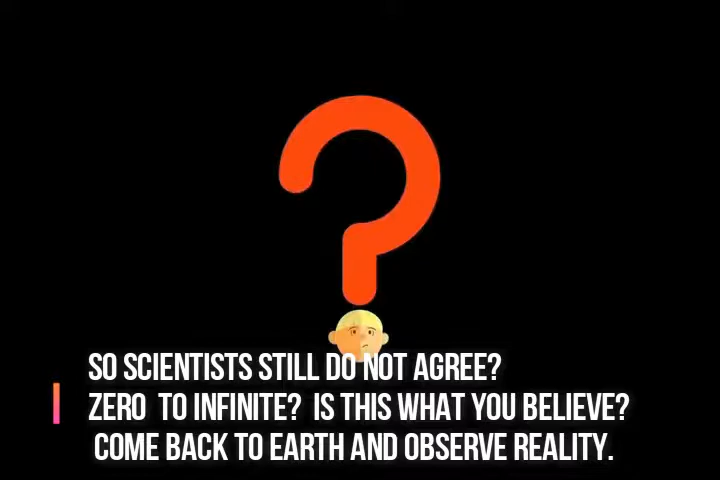 SO SCIENTISTS STILL DO NOT AGREE?
ZERO TO INFINITE? IS THIS WHAT YOU BELIEVE?
COME BACK TO EARTH AND OBSERVE REALITY.